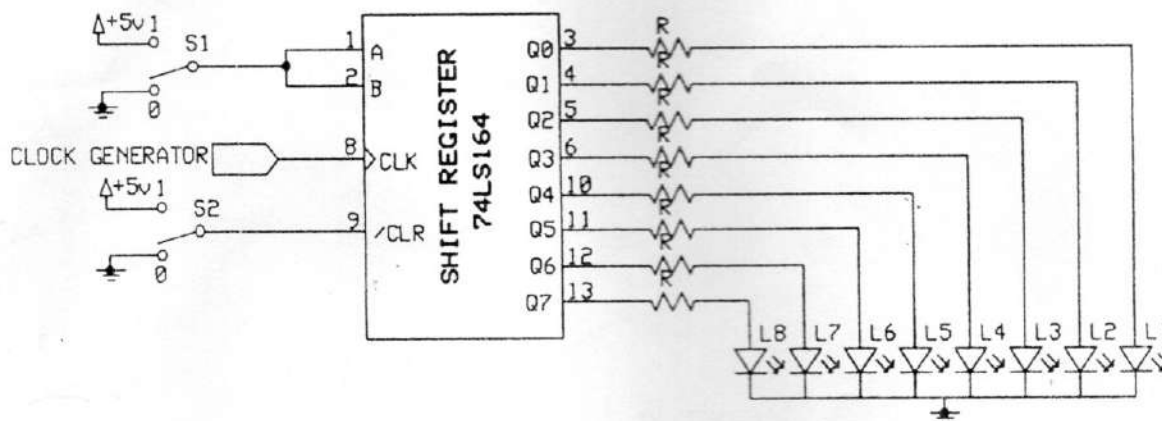 +5v 1
S1
0
CLOCK GENERATOR
+5v 1
S2
0
1
A
2
B
8
CLK
9
/CLR
SHIFT REGISTER
74LS164
Q0 3
Q1 4
Q2 5
Q3 6
Q4 10
Q5 11
Q6 12
Q7 13
R
R
R
R
R
R
R
R
L8 L7 L6 L5 L4 L3 L2 L